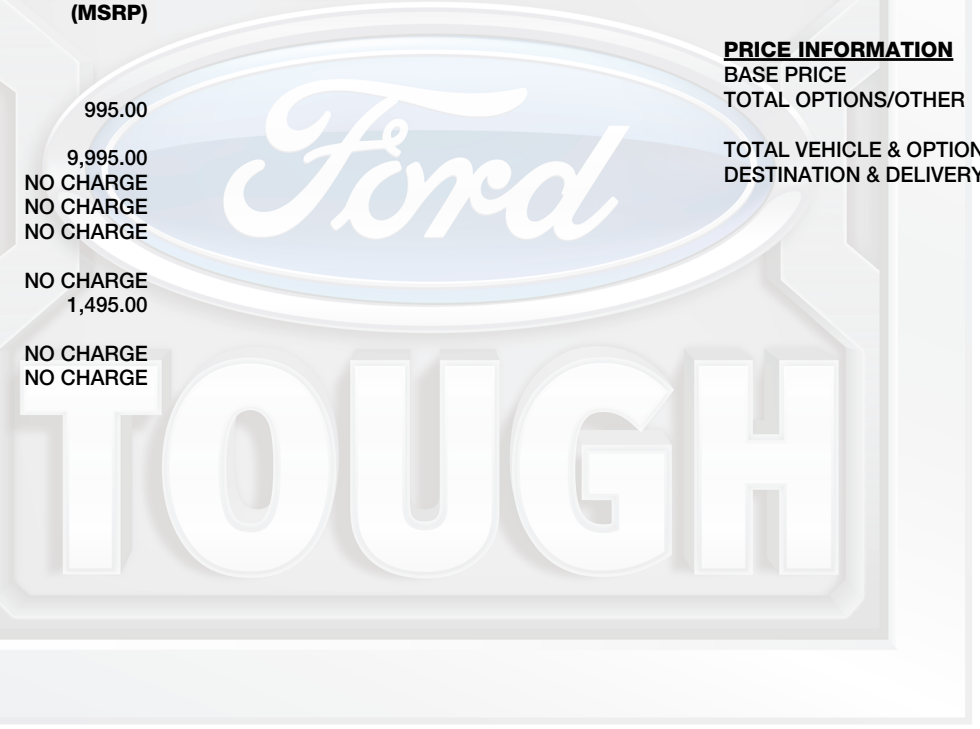 (MSRP)
995.00
9,995.00
NO CHARGE
NO CHARGE
NO CHARGE
NO CHARGE
1,495.00
NO CHARGE
NO CHARGE
PRICE INFORMATION
BASE PRICE
TOTAL OPTIONS/OTHER
TOTAL VEHICLE & OPTION
DESTINATION & DELIVERY
Ford
TOUGH